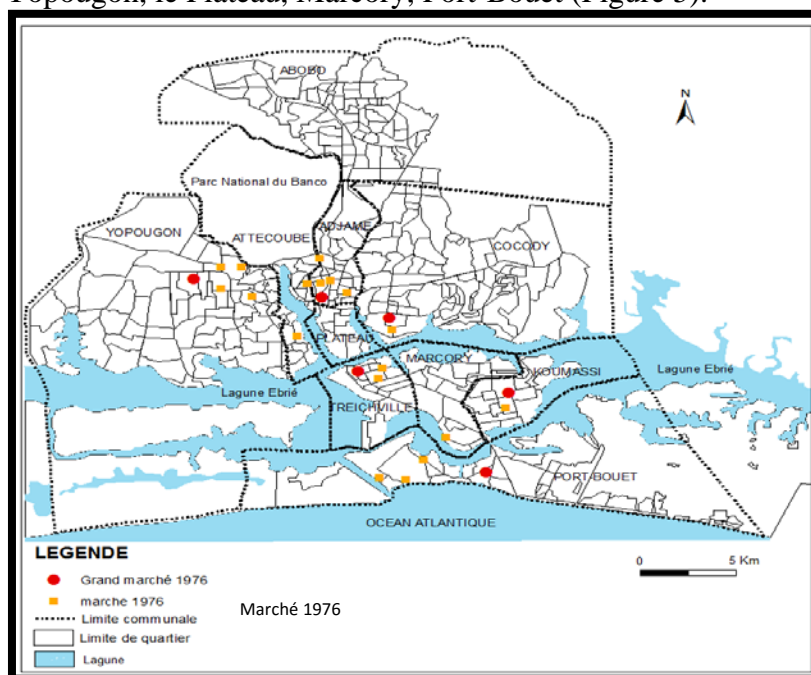 Yopougon, le Plateau, Marcory, Port-Bouët (Figure 3).
N
ABOBO
Parc National du Banco
YOPOUGON
ATTECOUBE
ADJAME
COCODY
PLATEAU
MARCORY
KOUMASSI
Lagune Ebrié
Lagune Ebrié
TREICHVILLE
PORT-BOUET
OCEAN ATLANTIQUE
LEGENDE
Grand marché 1976
marche 1976
Marché 1976
Limite communale
Limite de quartier
Lagune
0 5 Km